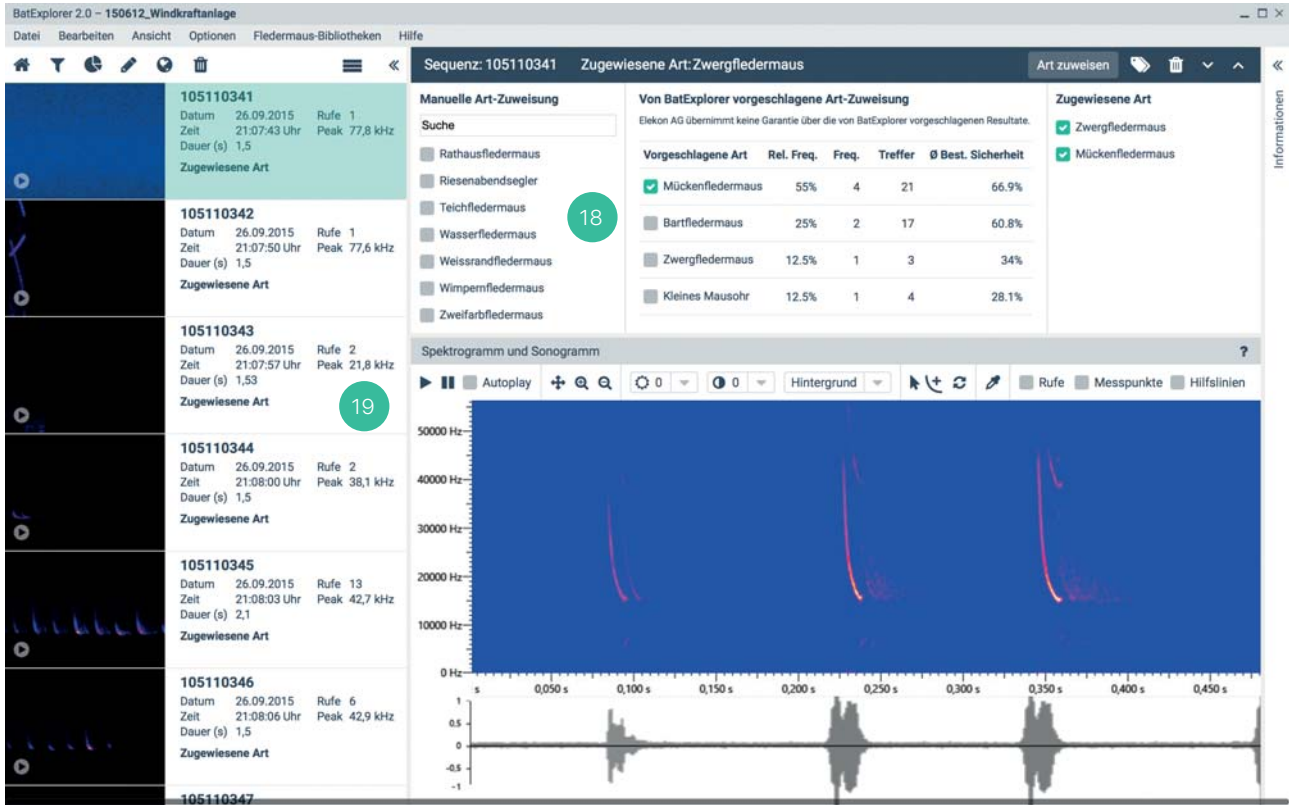 BatExplorer 2.0 – 150612_Windkraftanlage
Datei Bearbeiten Ansicht Optionen Fledermaus-Bibliotheken Hilfe
105110341
Datum 26.09.2015 Rufe 1
Zeit 21:07:43 Uhr Peak 77,8 kHz
Dauer (s) 1,5
Zugewiesene Art
105110342
Datum 26.09.2015 Rufe 1
Zeit 21:07:50 Uhr Peak 77,6 kHz
Dauer (s) 1,5
Zugewiesene Art
105110343
Datum 26.09.2015 Rufe 2
Zeit 21:07:57 Uhr Peak 21,8 kHz
Dauer (s) 1,53
Zugewiesene Art
19
105110344
Datum 26.09.2015 Rufe 2
Zeit 21:08:00 Uhr Peak 38,1 kHz
Dauer (s) 1,5
Zugewiesene Art
105110345
Datum 26.09.2015 Rufe 13
Zeit 21:08:03 Uhr Peak 42,7 kHz
Dauer (s) 2,1
Zugewiesene Art
105110346
Datum 26.09.2015 Rufe 6
Zeit 21:08:06 Uhr Peak 42,9 kHz
Dauer (s) 1,5
Zugewiesene Art
105110347
Sequenz: 105110341 Zugewiesene Art: Zwergfledermaus Art zuweisen
Manuelle Art-Zuweisung
Suche
Rathausfledermaus
Riesenabendsegler
Teichfledermaus
Wasserfledermaus
Weissrandfledermaus
Wimpernfledermaus
Zweifarbfledermaus
18
Von BatExplorer vorgeschlagene Art-Zuweisung
Elekon AG übernimmt keine Garantie über die von BatExplorer vorgeschlagenen Resultate.
Vorgeschlagene Art Rel. Freq. Freq. Treffer Ø Best. Sicherheit
Mückenfledermaus 55% 4 21 66.9%
Bartfledermaus 25% 2 17 60.8%
Zwergfledermaus 12.5% 1 3 34%
Kleines Mausohr 12.5% 1 4 28.1%
Zugewiesene Art
Zwergfledermaus
Mückenfledermaus
Informationen
Spektrogramm und Sonogramm ?
Autoplay 0 0 Hintergrund Rufe Messpunkte Hilfslinien
50000 Hz
40000 Hz
30000 Hz
20000 Hz
10000 Hz
0 Hz
s 0,050 s 0,100 s 0,150 s 0,200 s 0,250 s 0,300 s 0,350 s 0,400 s 0,450 s
1
0.5
0
-0,5
-1